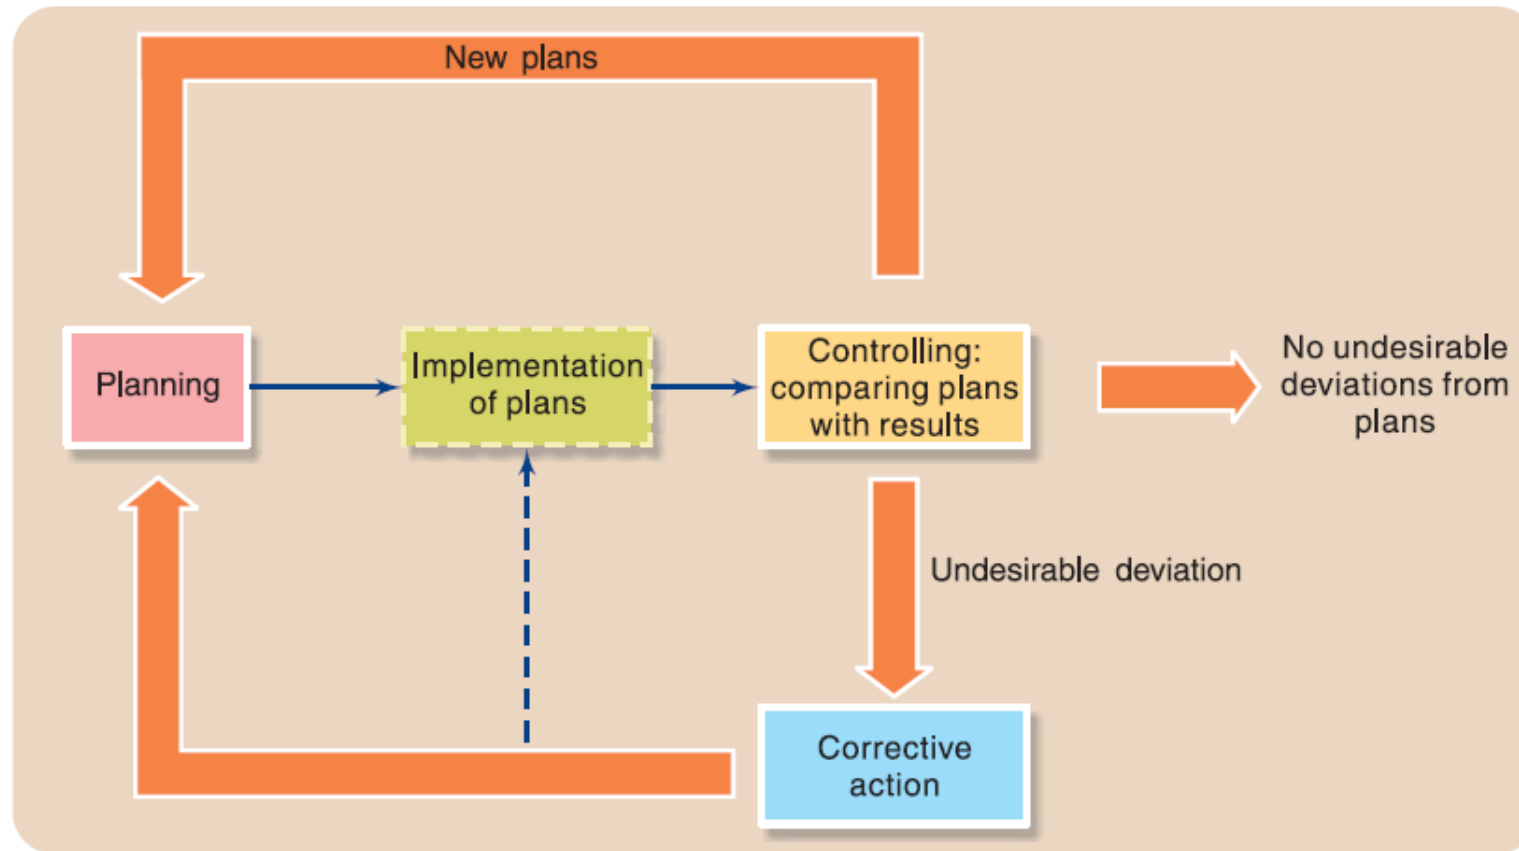 New plans
Planning
Implementation
of plans
Controlling:
comparing plans
with results
No undesirable
deviations from
plans
Undesirable deviation
Corrective
action